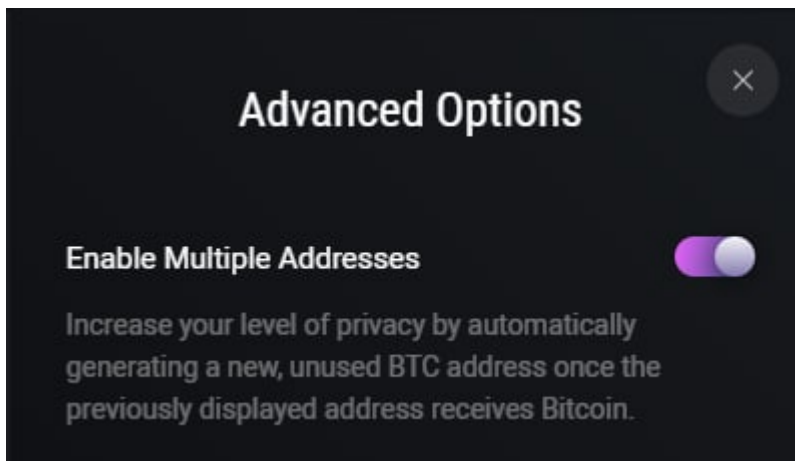 Advanced Options
Enable Multiple Addresses
Increase your level of privacy by automatically
generating a new, unused BTC address once the
previously displayed address receives Bitcoin.